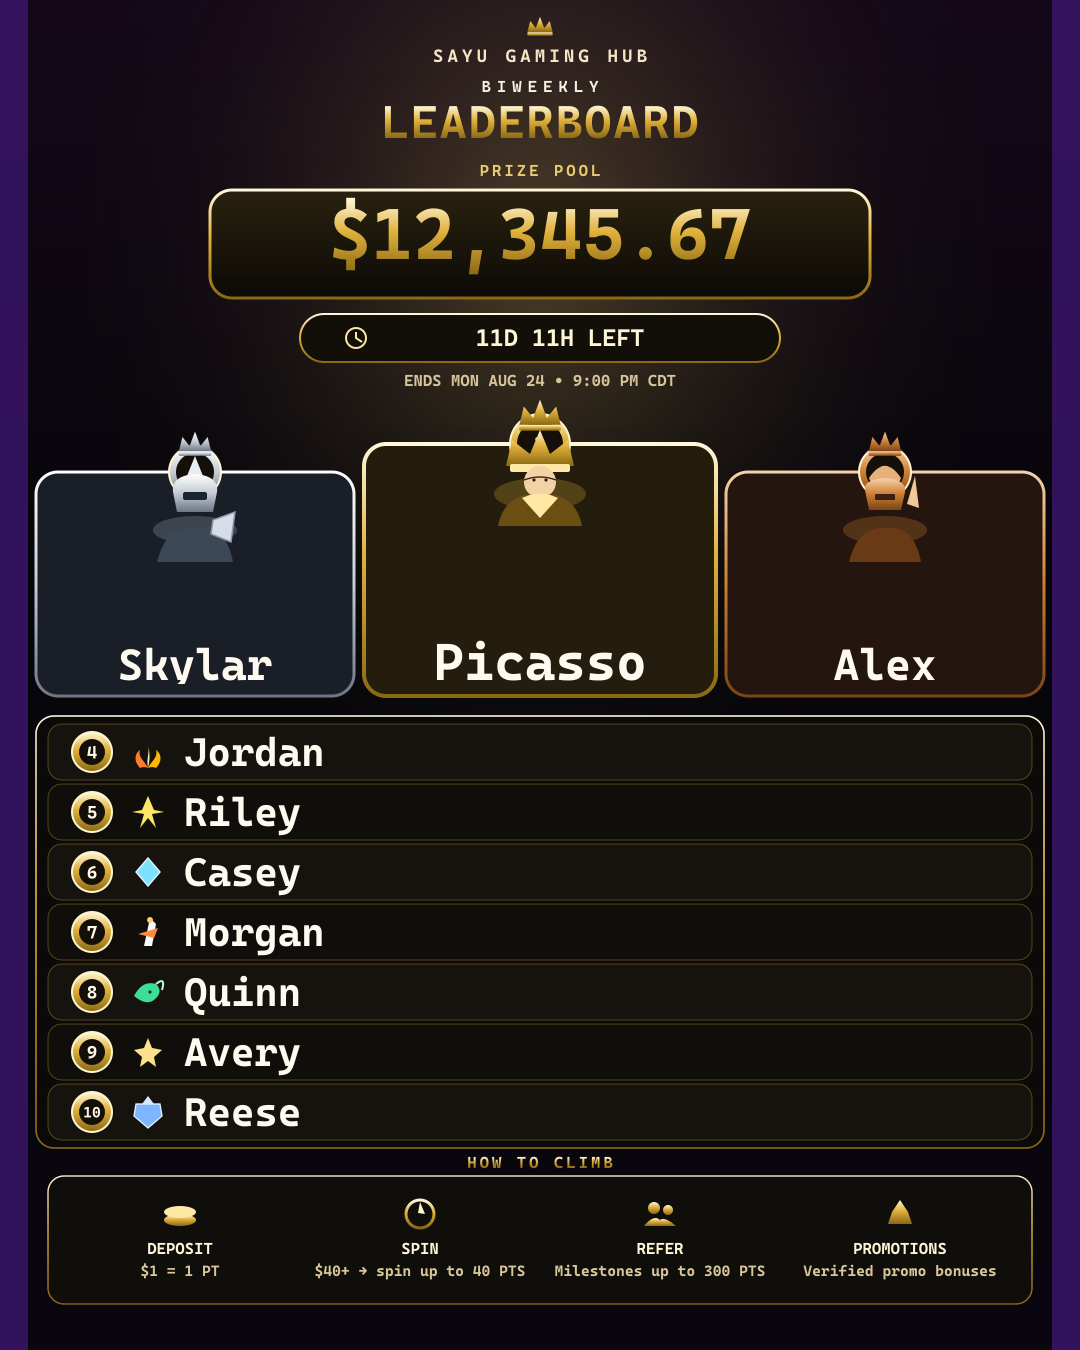 SAYU GAMING HUB
BIWEEKLY
LEADERBOARD
PRIZE POOL
$12,345.67
11D 11H LEFT
ENDS MON AUG 24 • 9:00 PM CDT
Skylar
Picasso
Alex
4 Jordan
5 Riley
6 Casey
7 Morgan
8 Quinn
9 Avery
10 Reese
HOW TO CLIMB
DEPOSIT
$1 = 1 PT
SPIN
$40+ → spin up to 40 PTS
REFER
Milestones up to 300 PTS
PROMOTIONS
Verified promo bonuses